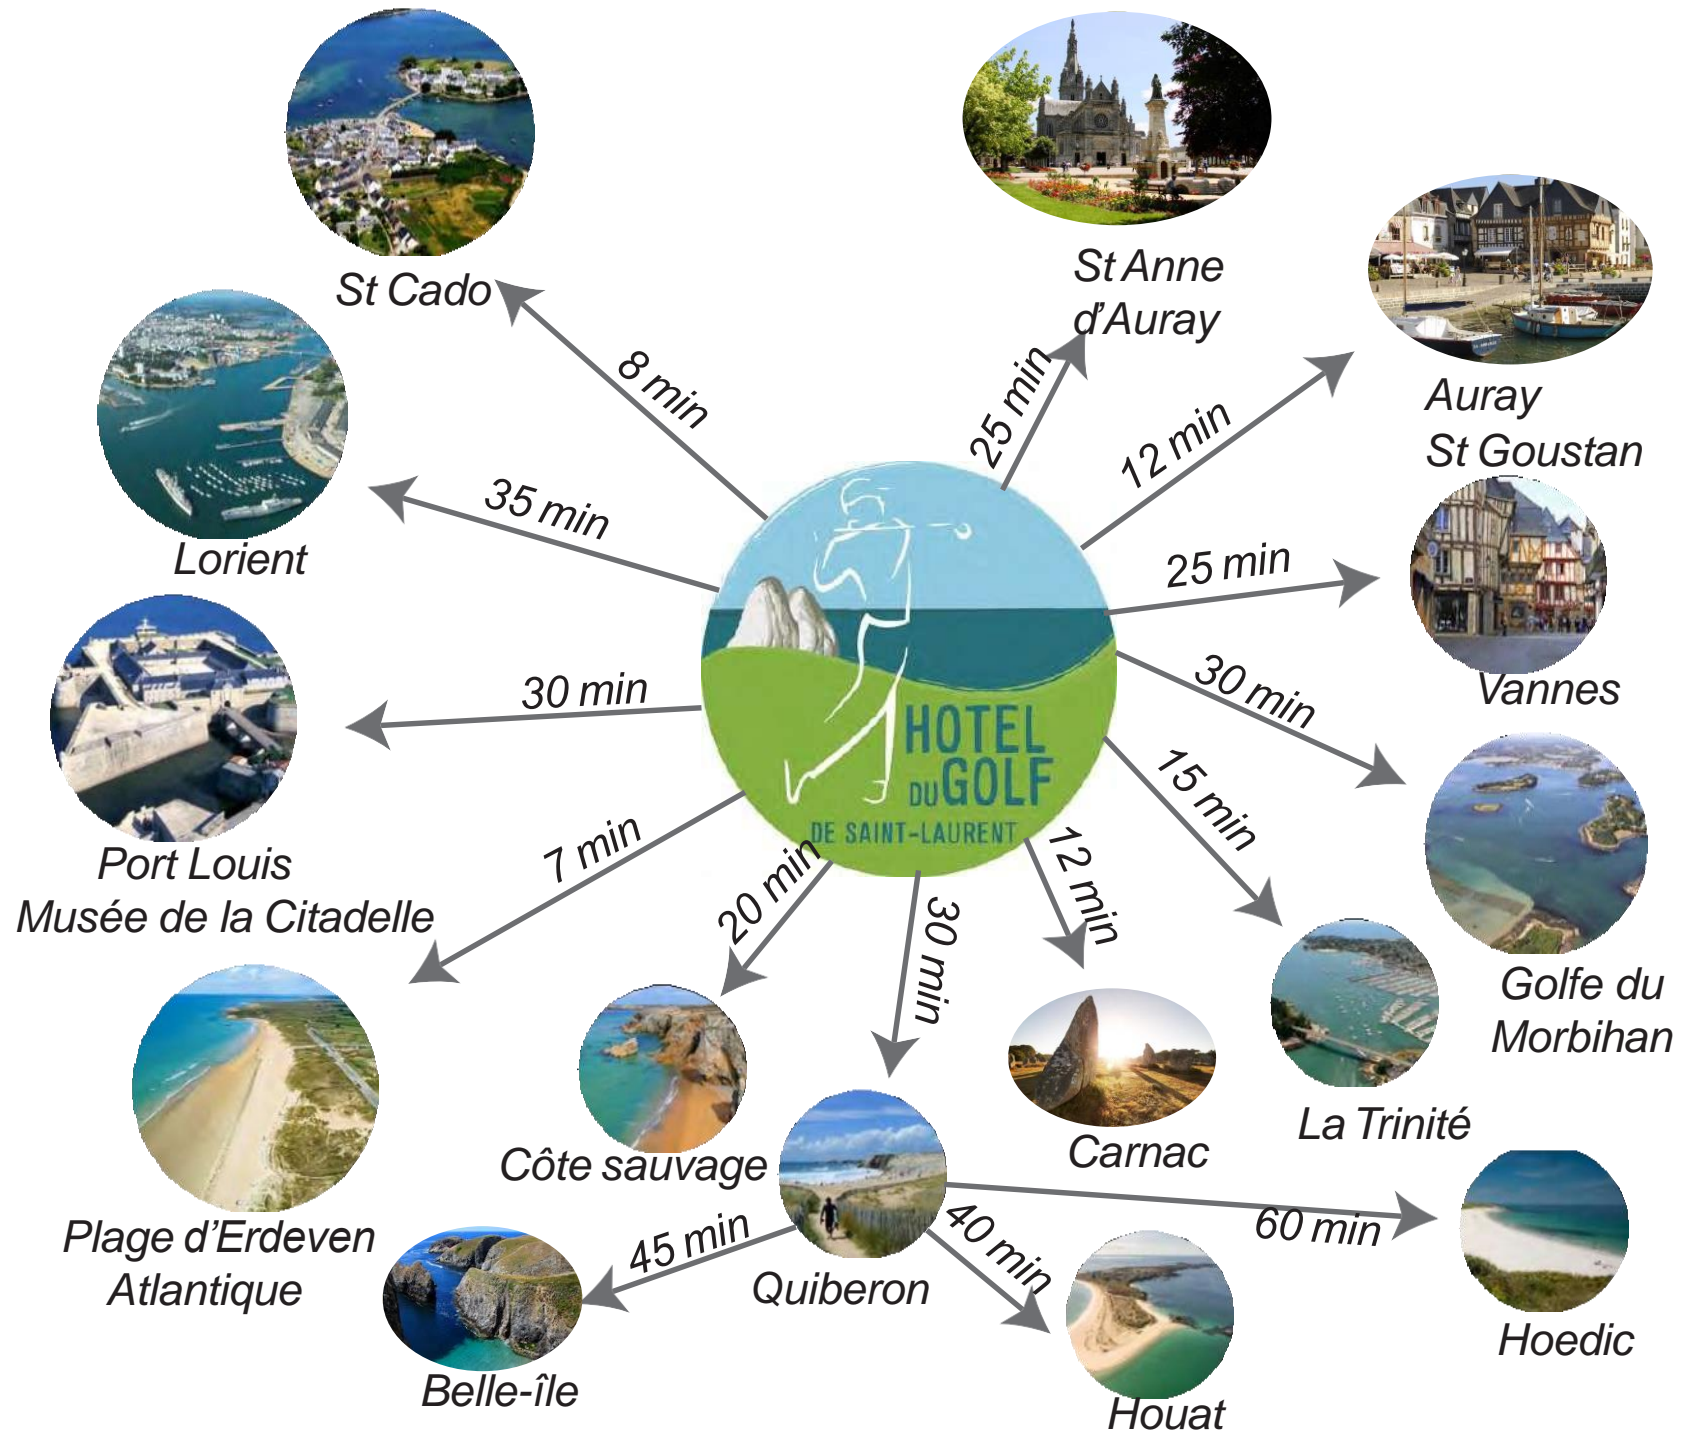 St Cado
St Anne
d'Auray
Auray
St Goustan
Lorient
Vannes
Port Louis
Musée de la Citadelle
Golfe du
Morbihan
La Trinité
Carnac
Côte sauvage
Plage d'Erdeven
Atlantique
Quiberon
Belle-île
Houat
Hoedic
8 min
25 min
12 min
35 min
25 min
30 min
30 min
15 min
7 min
20 min
30 min
12 min
45 min
40 min
60 min
HOTEL
DU GOLF
DE SAINT-LAURENT